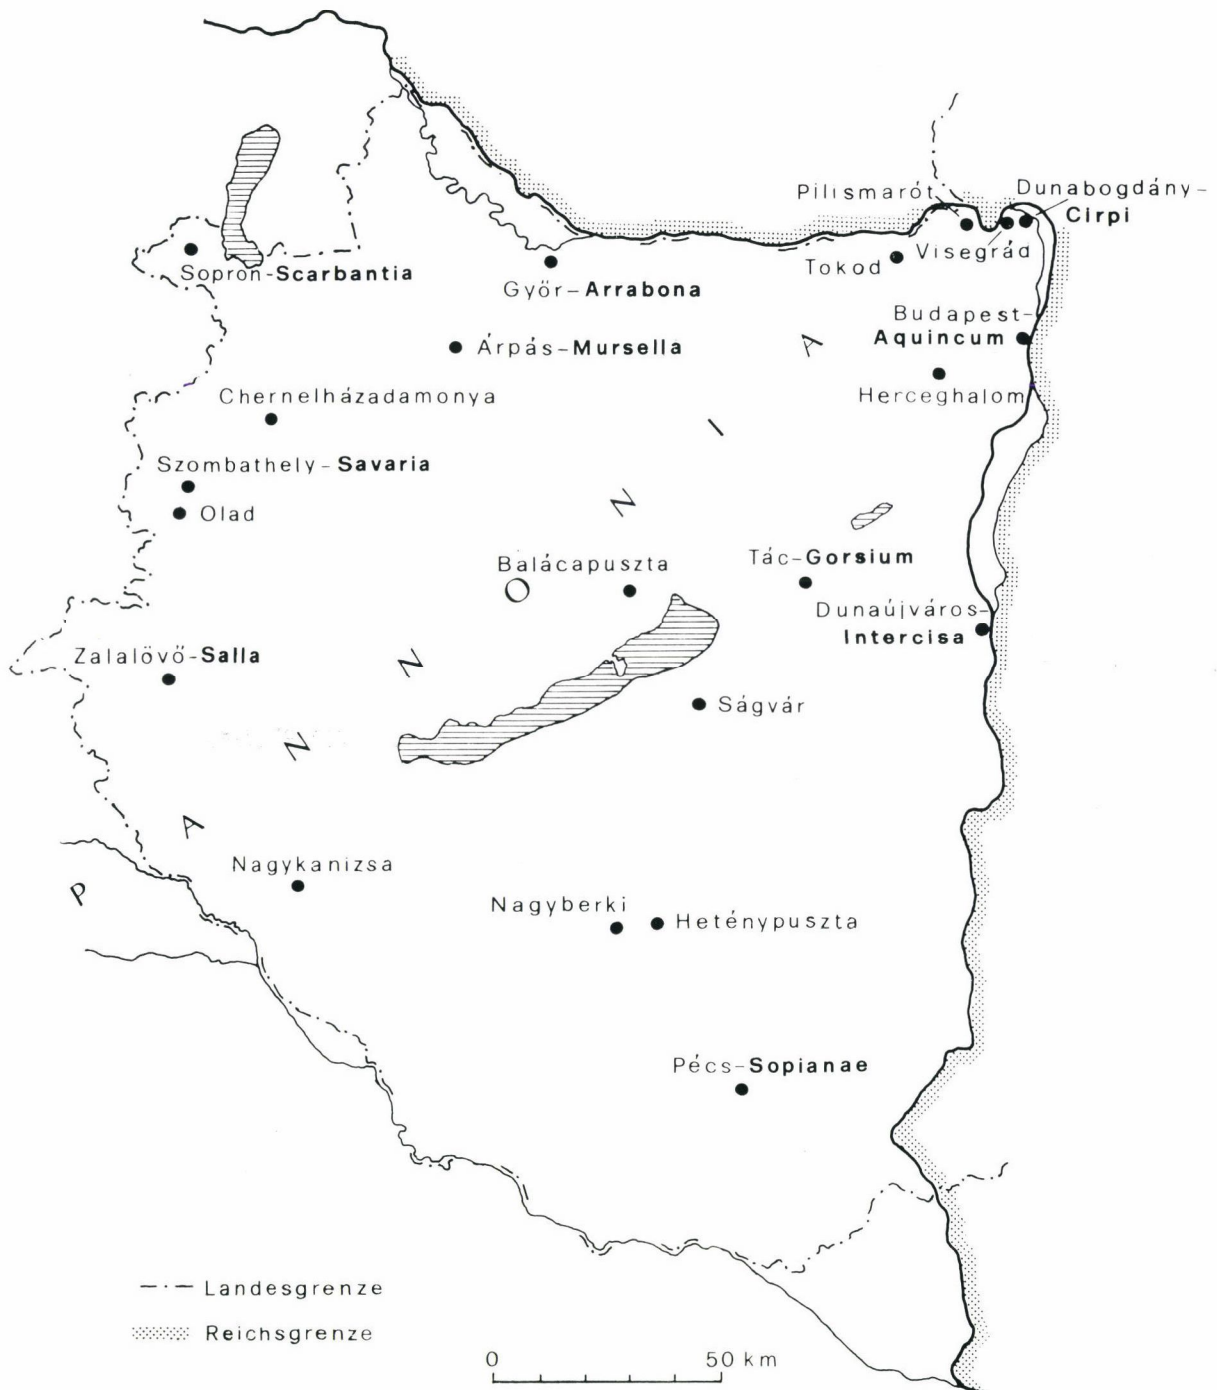 Pilismarót
Dunabogdány-
Cirpi
Visegrád
Tokod
Sopron-Scarbantia
Győr-Arrabona
Budapest-
Aquincum
Árpás-Mursella
Herceghalom
Chernelházadamonya
Szombathely-Savaria
Olad
Balácapuszta
Tác-Gorsium
Dunaújváros-
Intercisa
Zalalövő-Salla
Ságvár
PANNONIA
Nagykanizsa
Nagyberki
Heténypuszta
Pécs-Sopianae
Landesgrenze
Reichsgrenze
0 50 km